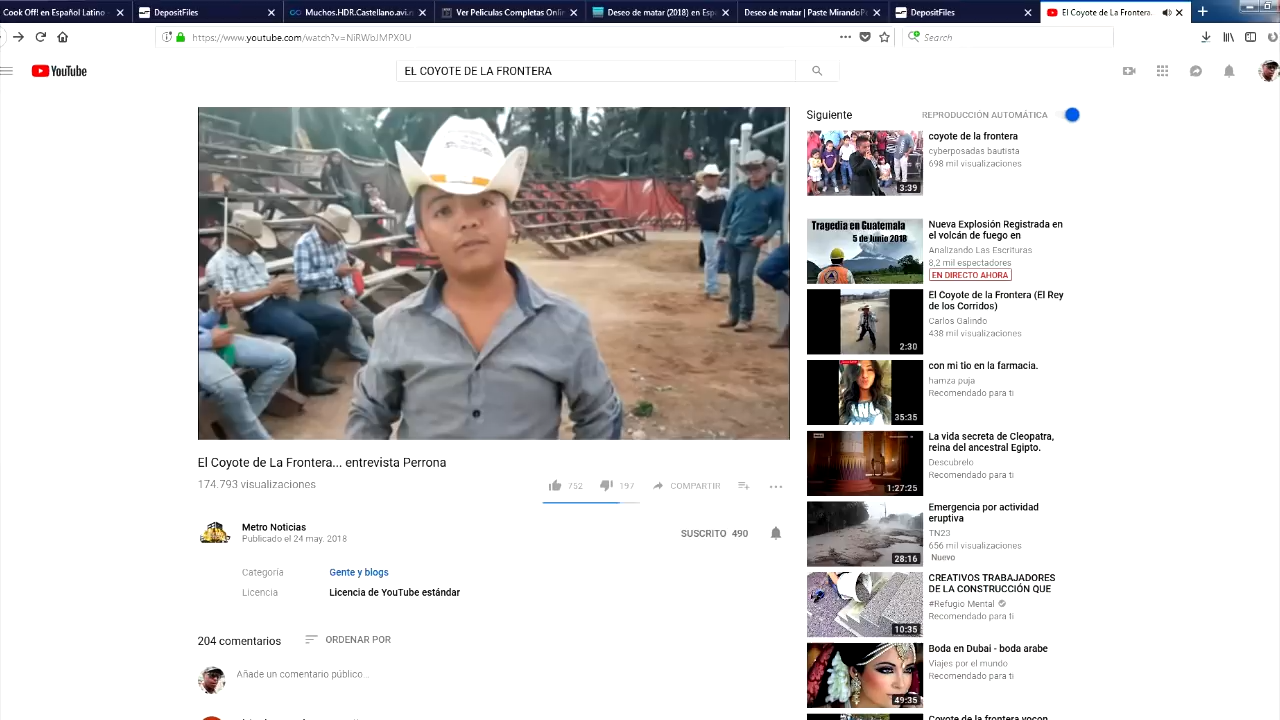 Cook Off! en Español Latino -
DepositFiles
Muchos.HDR.Castellano.avi.r
Ver Peliculas Completas Onlin
Deseo de matar (2018) en Esp
Deseo de matar | Paste MirandoP
DepositFiles
El Coyote de La Frontera.
https://www.youtube.com/watch?v=NiRWbJMPX0U
Search
YouTube
EL COYOTE DE LA FRONTERA
El Coyote de La Frontera... entrevista Perrona
174.793 visualizaciones
752
197
COMPARTIR
Metro Noticias
Publicado el 24 may. 2018
SUSCRITO 490
Categoría
Gente y blogs
Licencia
Licencia de YouTube estándar
204 comentarios
ORDENAR POR
Añade un comentario público...
Siguiente
REPRODUCCIÓN AUTOMÁTICA
coyote de la frontera
cyberposadas bautista
698 mil visualizaciones
3:39
Tragedia en Guatemala
5 de Junio 2018
Nueva Explosión Registrada en
el volcán de fuego en
Analizando Las Escrituras
8,2 mil espectadores
EN DIRECTO AHORA
El Coyote de la Frontera (El Rey
de los Corridos)
Carlos Galindo
438 mil visualizaciones
2:30
con mi tio en la farmacia.
hamza puja
Recomendado para ti
35:35
La vida secreta de Cleopatra,
reina del ancestral Egipto.
Descubrelo
Recomendado para ti
1:27:25
Emergencia por actividad
eruptiva
TN23
656 mil visualizaciones
Nuevo
28:16
CREATIVOS TRABAJADORES
DE LA CONSTRUCCIÓN QUE
#Refugio Mental
Recomendado para ti
10:35
Boda en Dubai - boda arabe
Viajes por el mundo
Recomendado para ti
49:35
Coyote de la frontera vocon